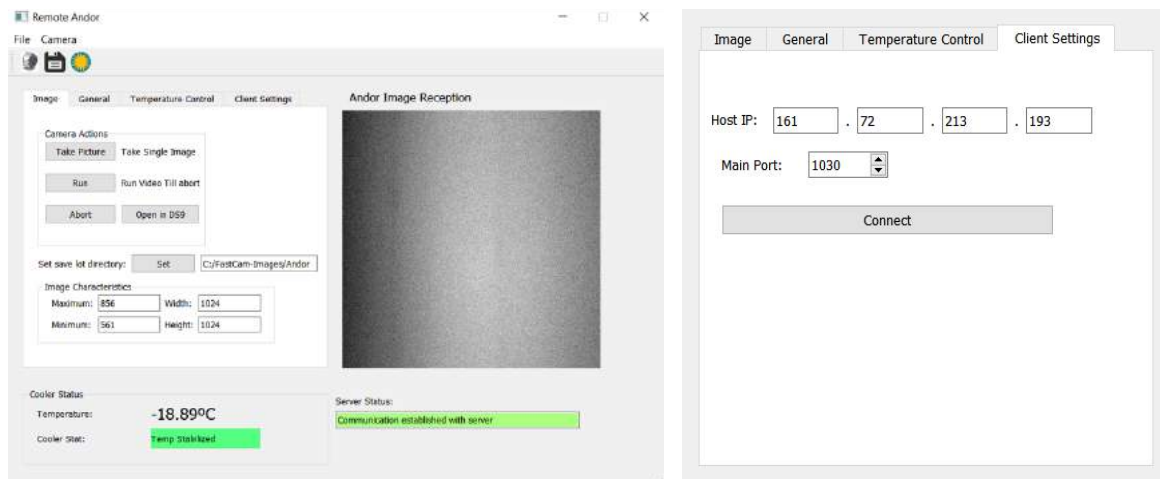 Remote Andor
File Camera
Image General Temperature Control Client Settings
Camera Actions
Take Picture Take Single Image
Run Run Video Till abort
Abort Open in DS9
Set save lot directory: Set C:/FastCam-Images/Andor
Image Characteristics
Maximum: 856 Width: 1024
Minimum: 561 Height: 1024
Andor Image Reception
Cooler Status
Temperature: -18.89ºC
Cooler Stat: Temp Stabilized
Server Status:
Communication established with server
Image General Temperature Control Client Settings
Host IP: 161 . 72 . 213 . 193
Main Port: 1030
Connect